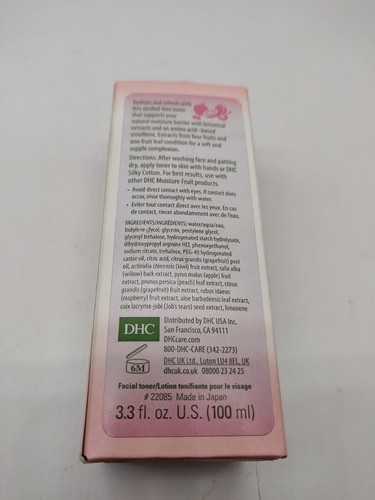 Hydrate and refresh with
this alcohol-free toner
that supports your
natural moisture barrier with botanical
extracts and an amino acid-based
emollient. Extracts from four fruits and
one fruit leaf condition for a soft and
supple complexion.
Directions: After washing face and patting
dry, apply toner to skin with hands or DHC
Silky Cotton. For best results, use with
other DHC Moisture Fruit products.
• Avoid direct contact with eyes. If contact does
occur, rinse thoroughly with water.
• Eviter tout contact direct avec les yeux. En cas
de contact, rincer abondamment avec de l'eau.
INGREDIENTS/INGRÉDIENTS: water/aqua/eau,
butylene glycol, glycerin, pentylene glycol,
glycosyl trehalose, hydrogenated starch hydrolysate,
dihydroxypropyl arginine HCl, phenoxyethanol,
sodium citrate, trehalose, PEG-40 hydrogenated
castor oil, citric acid, citrus grandis (grapefruit) peel
oil, actinidia chinensis (kiwi) fruit extract, salix alba
(willow) bark extract, pyrus malus (apple) fruit
extract, prunus persica (peach) leaf extract, citrus
grandis (grapefruit) fruit extract, rubus idaeus
(raspberry) fruit extract, aloe barbadensis leaf extract,
coix lacryma-jobi (Job's tears) seed extract, limonene
DHC
Distributed by DHC USA Inc.
San Francisco, CA 94111
DHCcare.com
800-DHC-CARE (342-2273)
6M
DHC UK Ltd., Luton LU4 8EL, UK
dhcuk.co.uk 08000 23 24 25
Facial toner/Lotion tonifiante pour le visage
# 22085 Made in Japan
3.3 fl. oz. U.S. (100 ml)